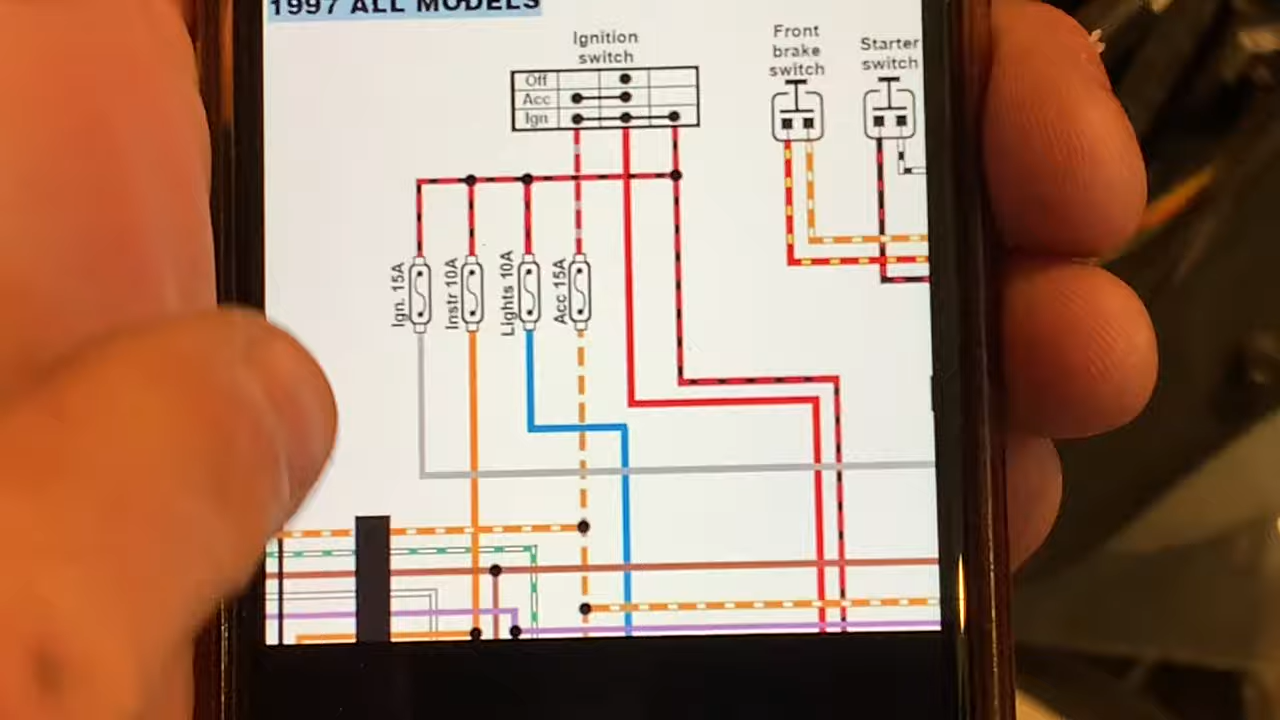 1997 ALL MODELS
Ignition
switch
Off
Acc
Ign
Front
brake
switch
Starter
switch
Ign. 15A
Instr 10A
Lights 10A
Acc 15A